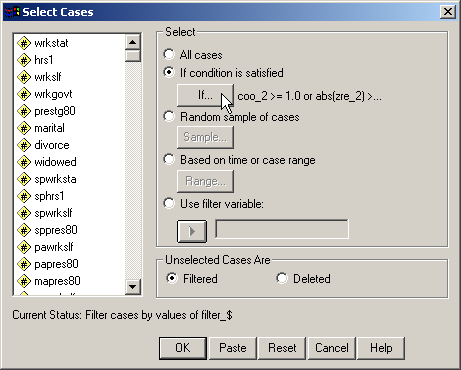 Select Cases
wrkstat
hrs1
wrkslf
wrkgovt
prestg80
marital
divorce
widowed
spwrksta
sphrs1
spwrkslf
sppres80
pawrkslf
papres80
mapres80
Select
All cases
If condition is satisfied
If... coo_2 >= 1.0 or abs(zre_2) >...
Random sample of cases
Sample...
Based on time or case range
Range...
Use filter variable:
Unselected Cases Are
Filtered Deleted
Current Status: Filter cases by values of filter_$
OK Paste Reset Cancel Help